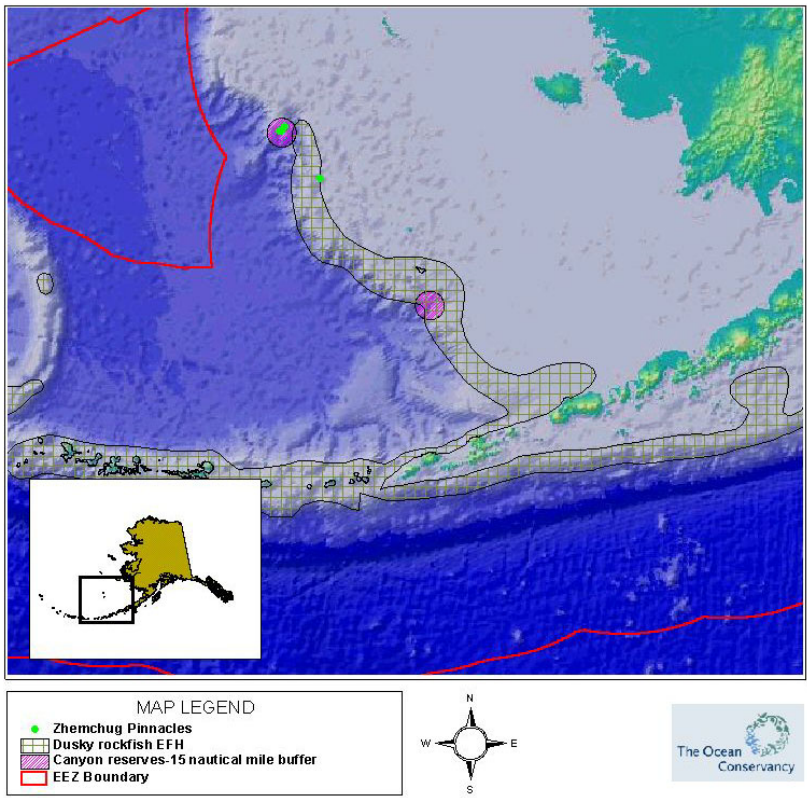 MAP LEGEND
Zhemchug Pinnacles
Dusky rockfish EFH
Canyon reserves-15 nautical mile buffer
EEZ Boundary
N
W E
S
The Ocean
Conservancy